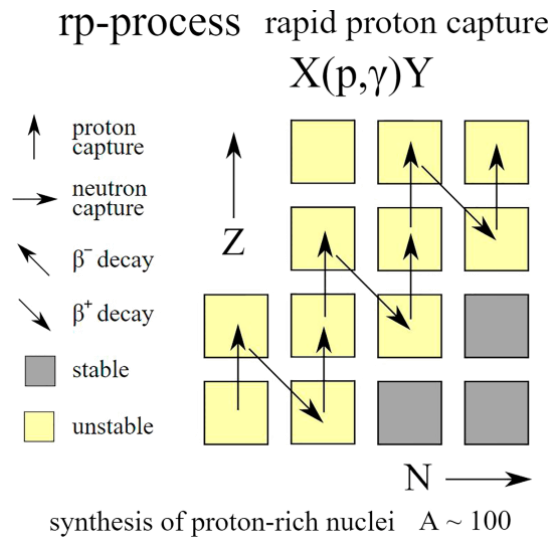 rp-process rapid proton capture
X(p,γ)Y
proton
capture
neutron
capture
β⁻ decay
β⁺ decay
stable
unstable
Z
N
synthesis of proton-rich nuclei A ~ 100